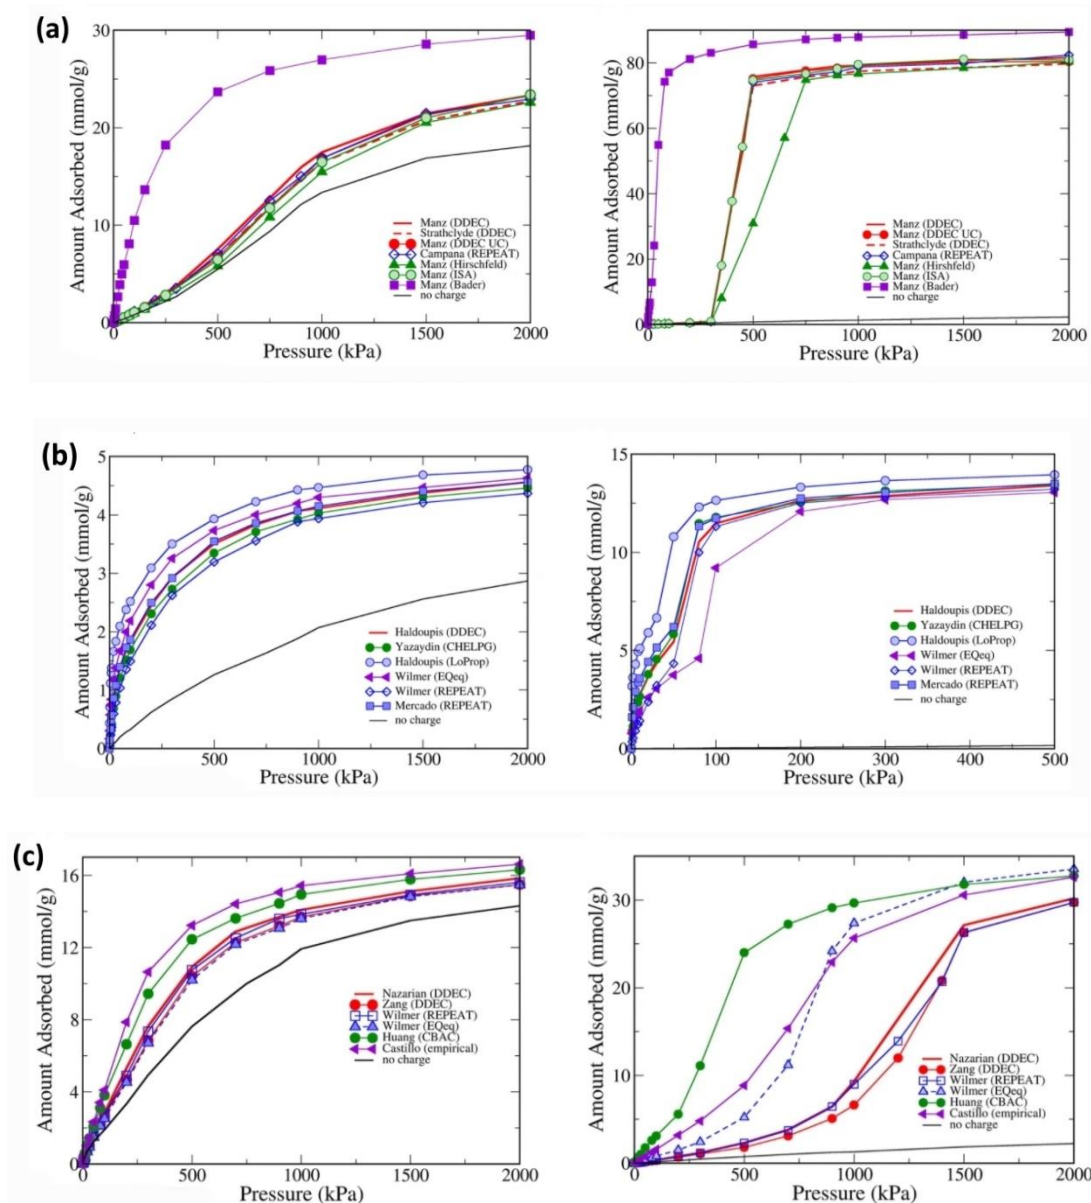 (a)
Amount Adsorbed (mmol/g)
30
20
10
0
0 500 1000 1500 2000
Pressure (kPa)
Manz (DDEC)
Strathclyde (DDEC)
Manz (DDEC UC)
Campana (REPEAT)
Manz (Hirschfeld)
Manz (ISA)
Manz (Bader)
no charge
Amount Adsorbed (mmol/g)
80
60
40
20
0
0 500 1000 1500 2000
Pressure (kPa)
Manz (DDEC)
Manz (DDEC UC)
Strathclyde (DDEC)
Campana (REPEAT)
Manz (Hirshfeld)
Manz (ISA)
Manz (Bader)
no charge
(b)
Amount Adsorbed (mmol/g)
5
4
3
2
1
0
0 500 1000 1500 2000
Pressure (kPa)
Haldoupis (DDEC)
Yazaydin (CHELPG)
Haldoupis (LoProp)
Wilmer (EQeq)
Wilmer (REPEAT)
Mercado (REPEAT)
no charge
Amount Adsorbed (mmol/g)
15
10
5
0
0 100 200 300 400 500
Pressure (kPa)
Haldoupis (DDEC)
Yazaydin (CHELPG)
Haldoupis (LoProp)
Wilmer (EQeq)
Wilmer (REPEAT)
Mercado (REPEAT)
no charge
(c)
Amount Adsorbed (mmol/g)
16
12
8
4
0
0 500 1000 1500 2000
Pressure (kPa)
Nazarian (DDEC)
Zang (DDEC)
Wilmer (REPEAT)
Wilmer (EQeq)
Huang (CBAC)
Castillo (empirical)
no charge
Amount Adsorbed (mmol/g)
30
20
10
0
0 500 1000 1500 2000
Pressure (kPa)
Nazarian (DDEC)
Zang (DDEC)
Wilmer (REPEAT)
Wilmer (EQeq)
Huang (CBAC)
Castillo (empirical)
no charge